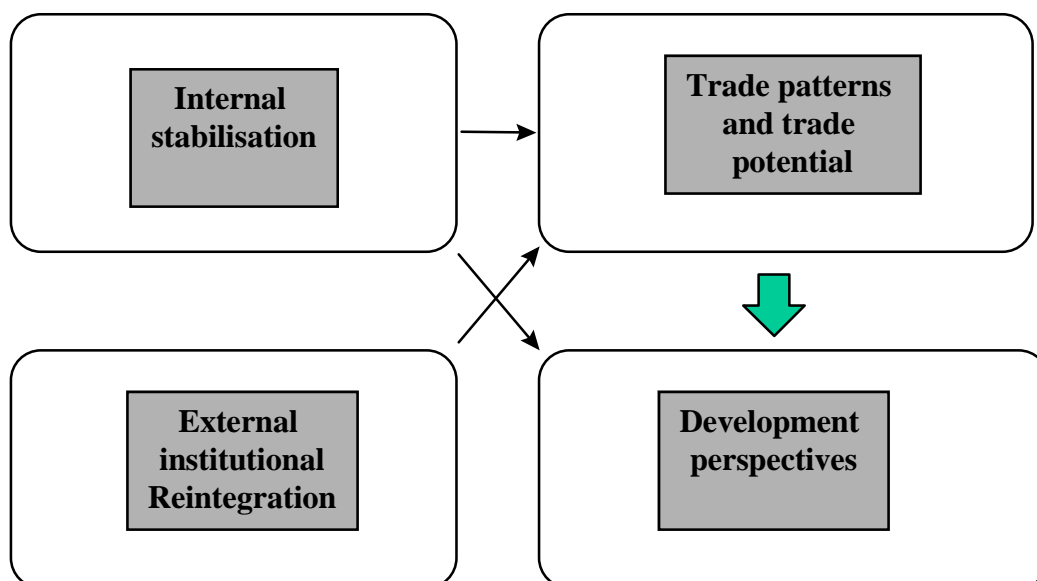 Internal
stabilisation
Trade patterns
and trade
potential
External
institutional
Reintegration
Development
perspectives